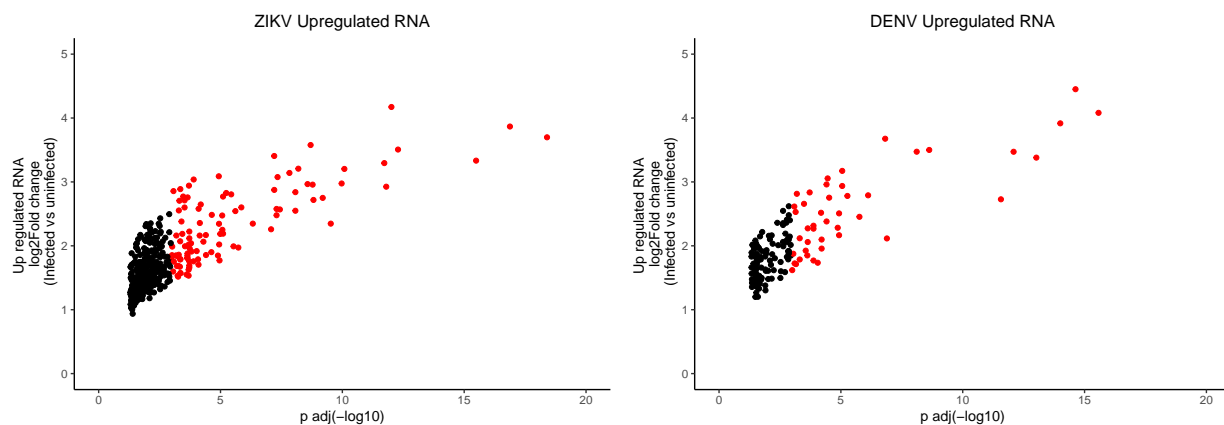 ZIKV Upregulated RNA
5
4
3
2
1
0
Up regulated RNA
log2Fold change
(Infected vs uninfected)
0
5
10
15
20
p adj(−log10)
DENV Upregulated RNA
5
4
3
2
1
0
Up regulated RNA
log2Fold change
(Infected vs uninfected)
0
5
10
15
20
p adj(−log10)